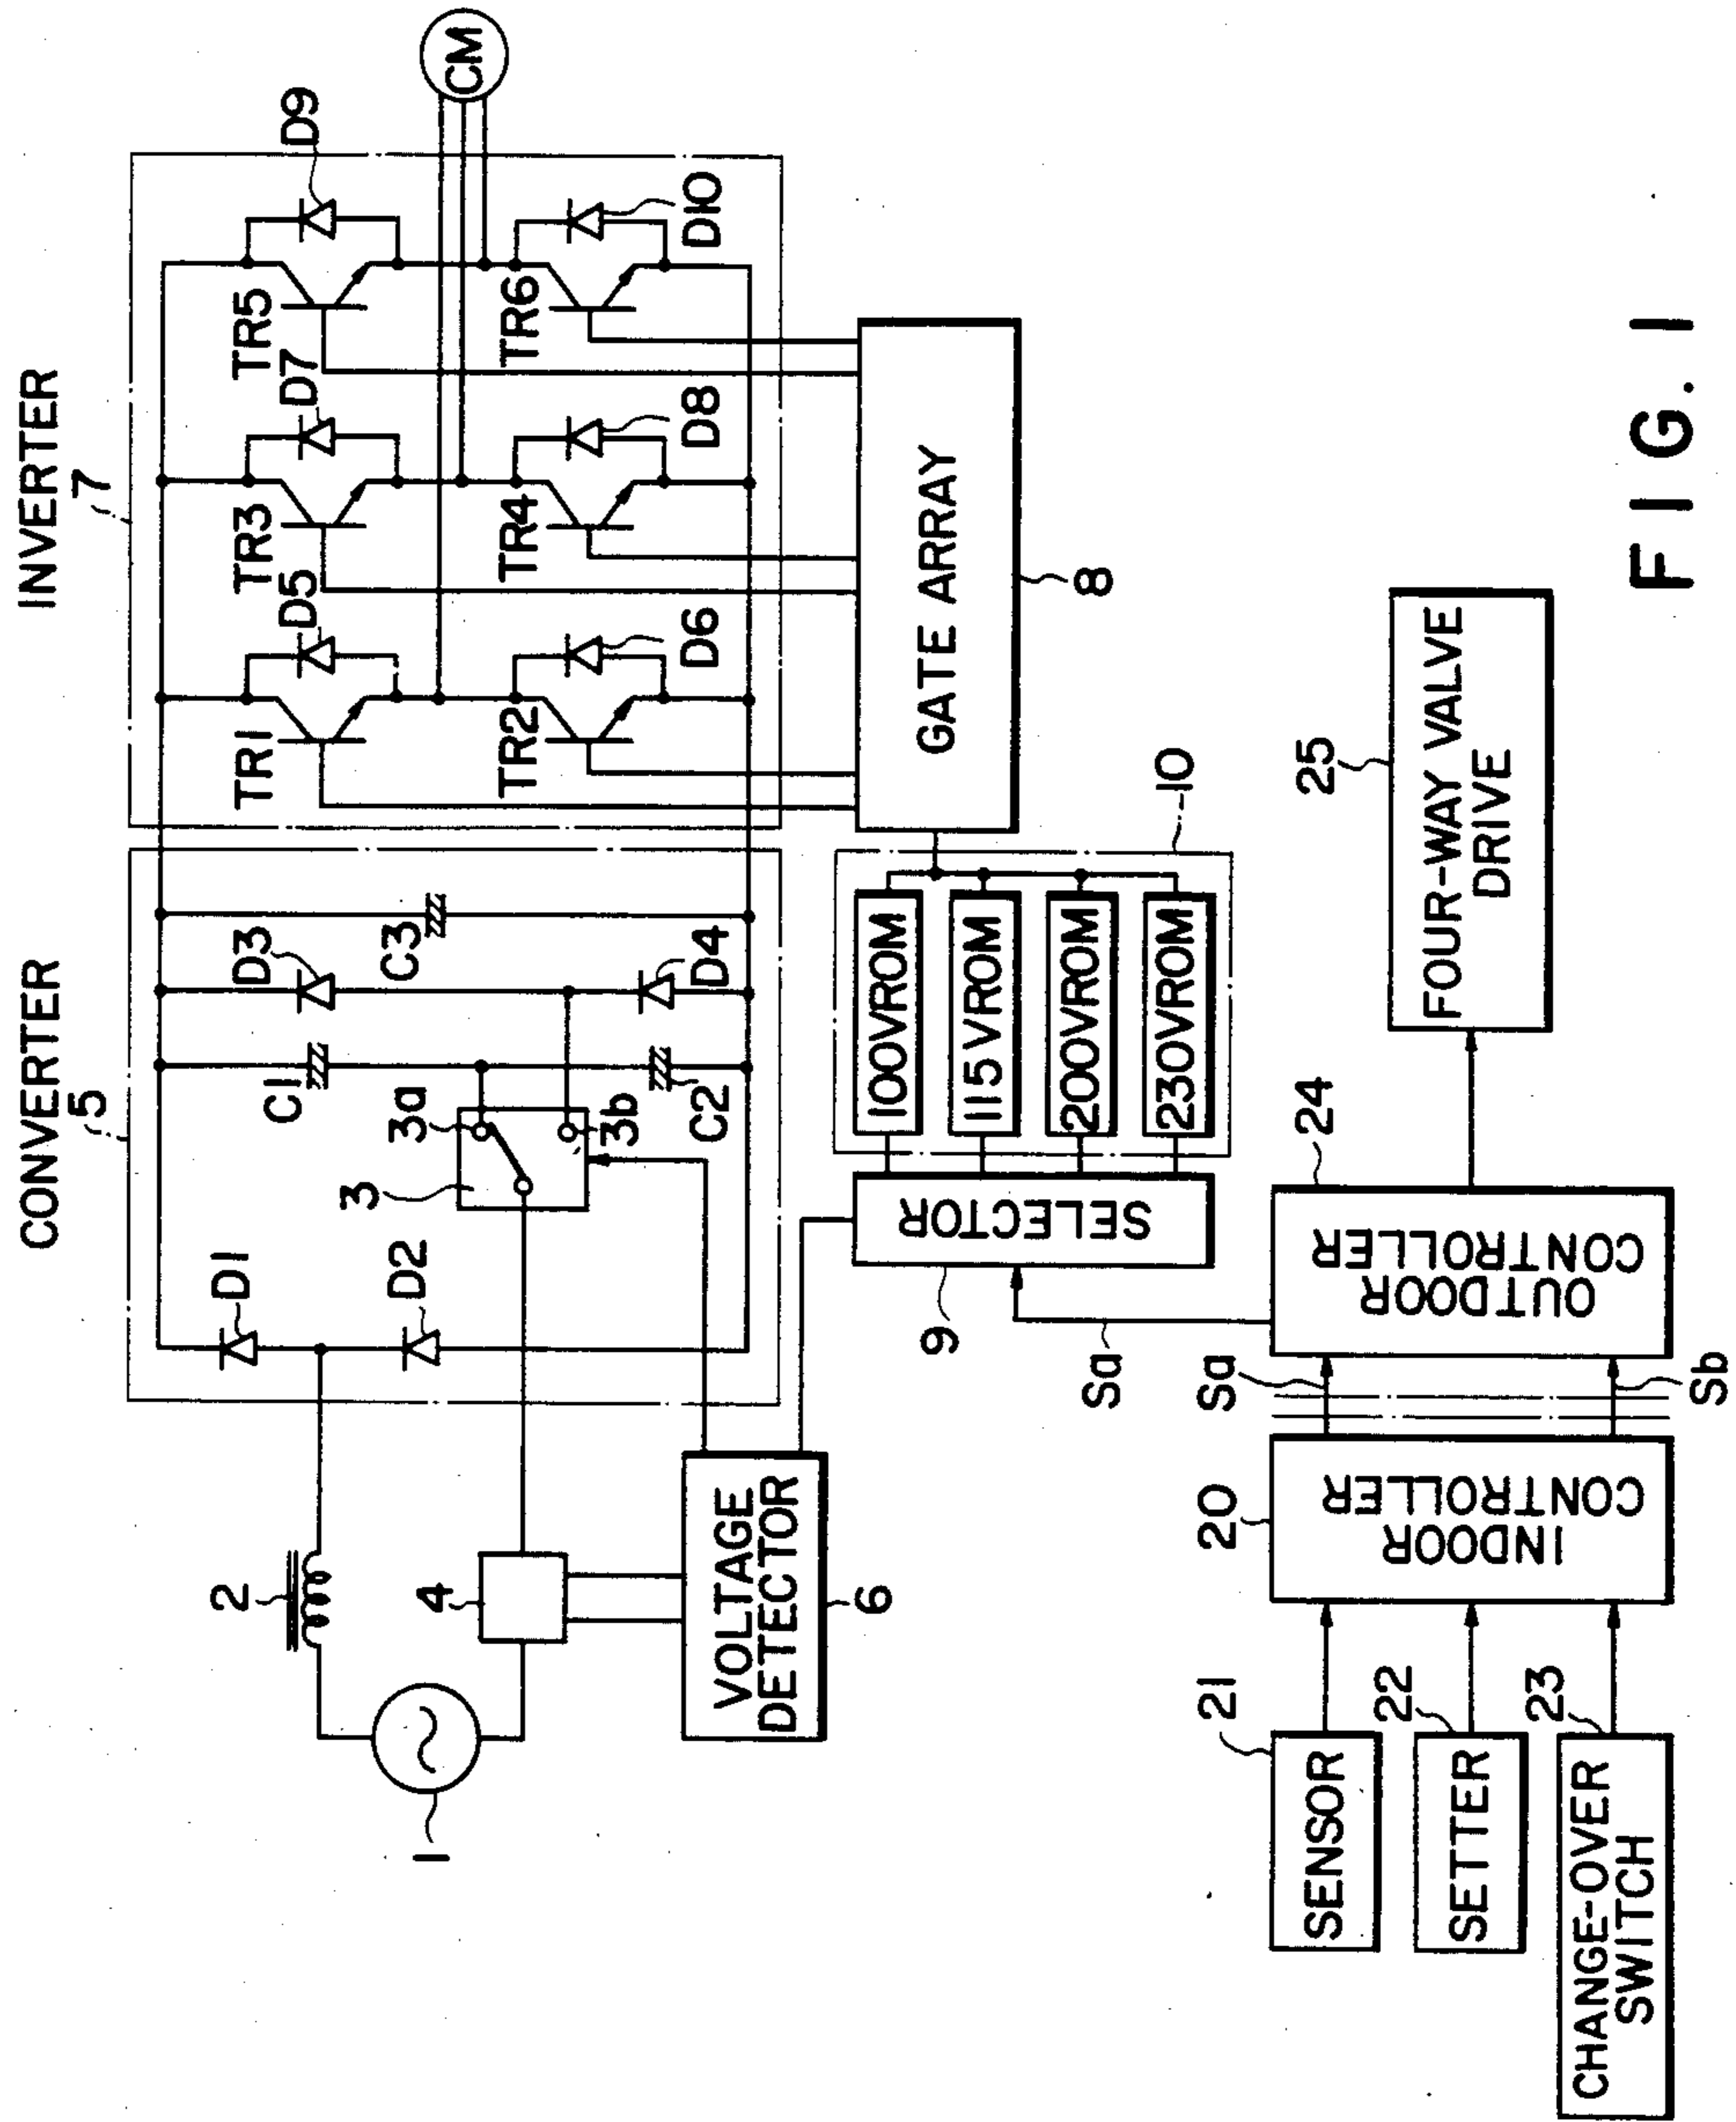 CONVERTER
5
INVERTER
7
D1
D2
3
3a
3b
C1
C2
D3
D4
C3
TR1
D5
TR3
D7
TR5
D9
TR2
D6
TR4
D8
TR6
D10
CM
2
1
4
VOLTAGE
DETECTOR
6
SELECTOR
9
Sa
100VROM
115VROM
200VROM
230VROM
10
GATE ARRAY
8
SENSOR
21
SETTER
22
CHANGE-OVER
SWITCH
23
INDOOR
CONTROLLER
20
Sa
Sb
OUTDOOR
CONTROLLER
24
FOUR-WAY VALVE
DRIVE
25
FIG. 1